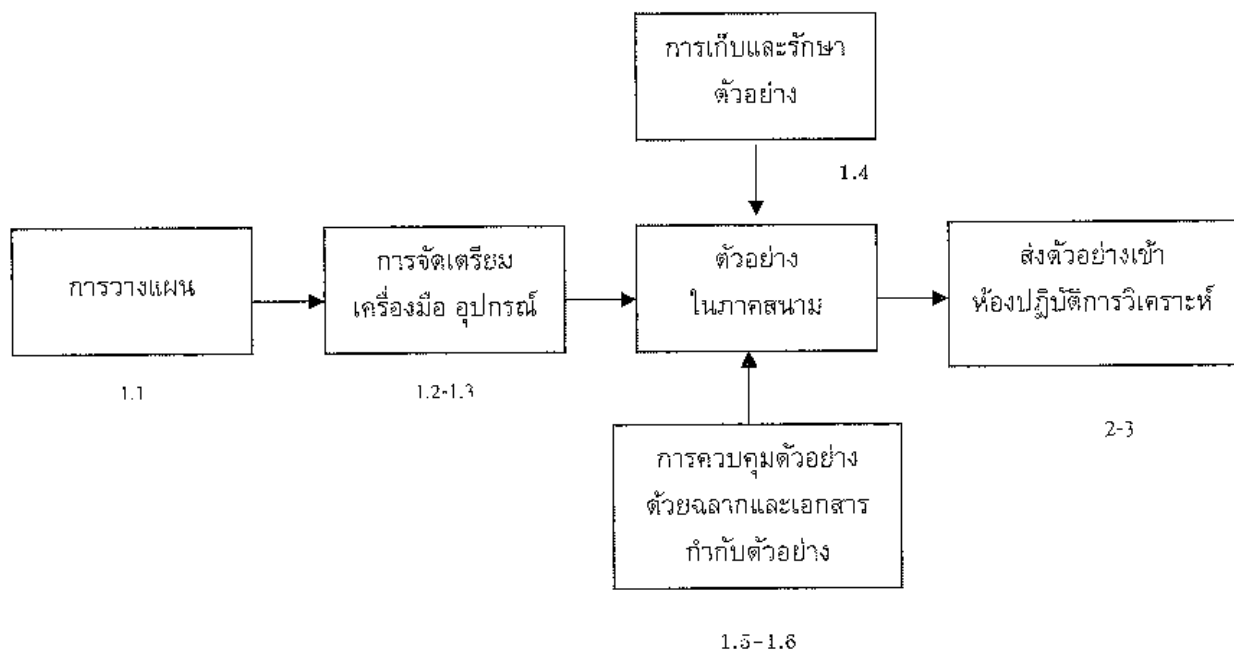 การเก็บและรักษา
ตัวอย่าง
1.4
การวางแผน
1.1
การจัดเตรียม
เครื่องมือ อุปกรณ์
1.2-1.3
ตัวอย่าง
ในภาคสนาม
ส่งตัวอย่างเข้า
ห้องปฏิบัติการวิเคราะห์
2-3
การควบคุมตัวอย่าง
ด้วยฉลากและเอกสาร
กำกับตัวอย่าง
1.5-1.6